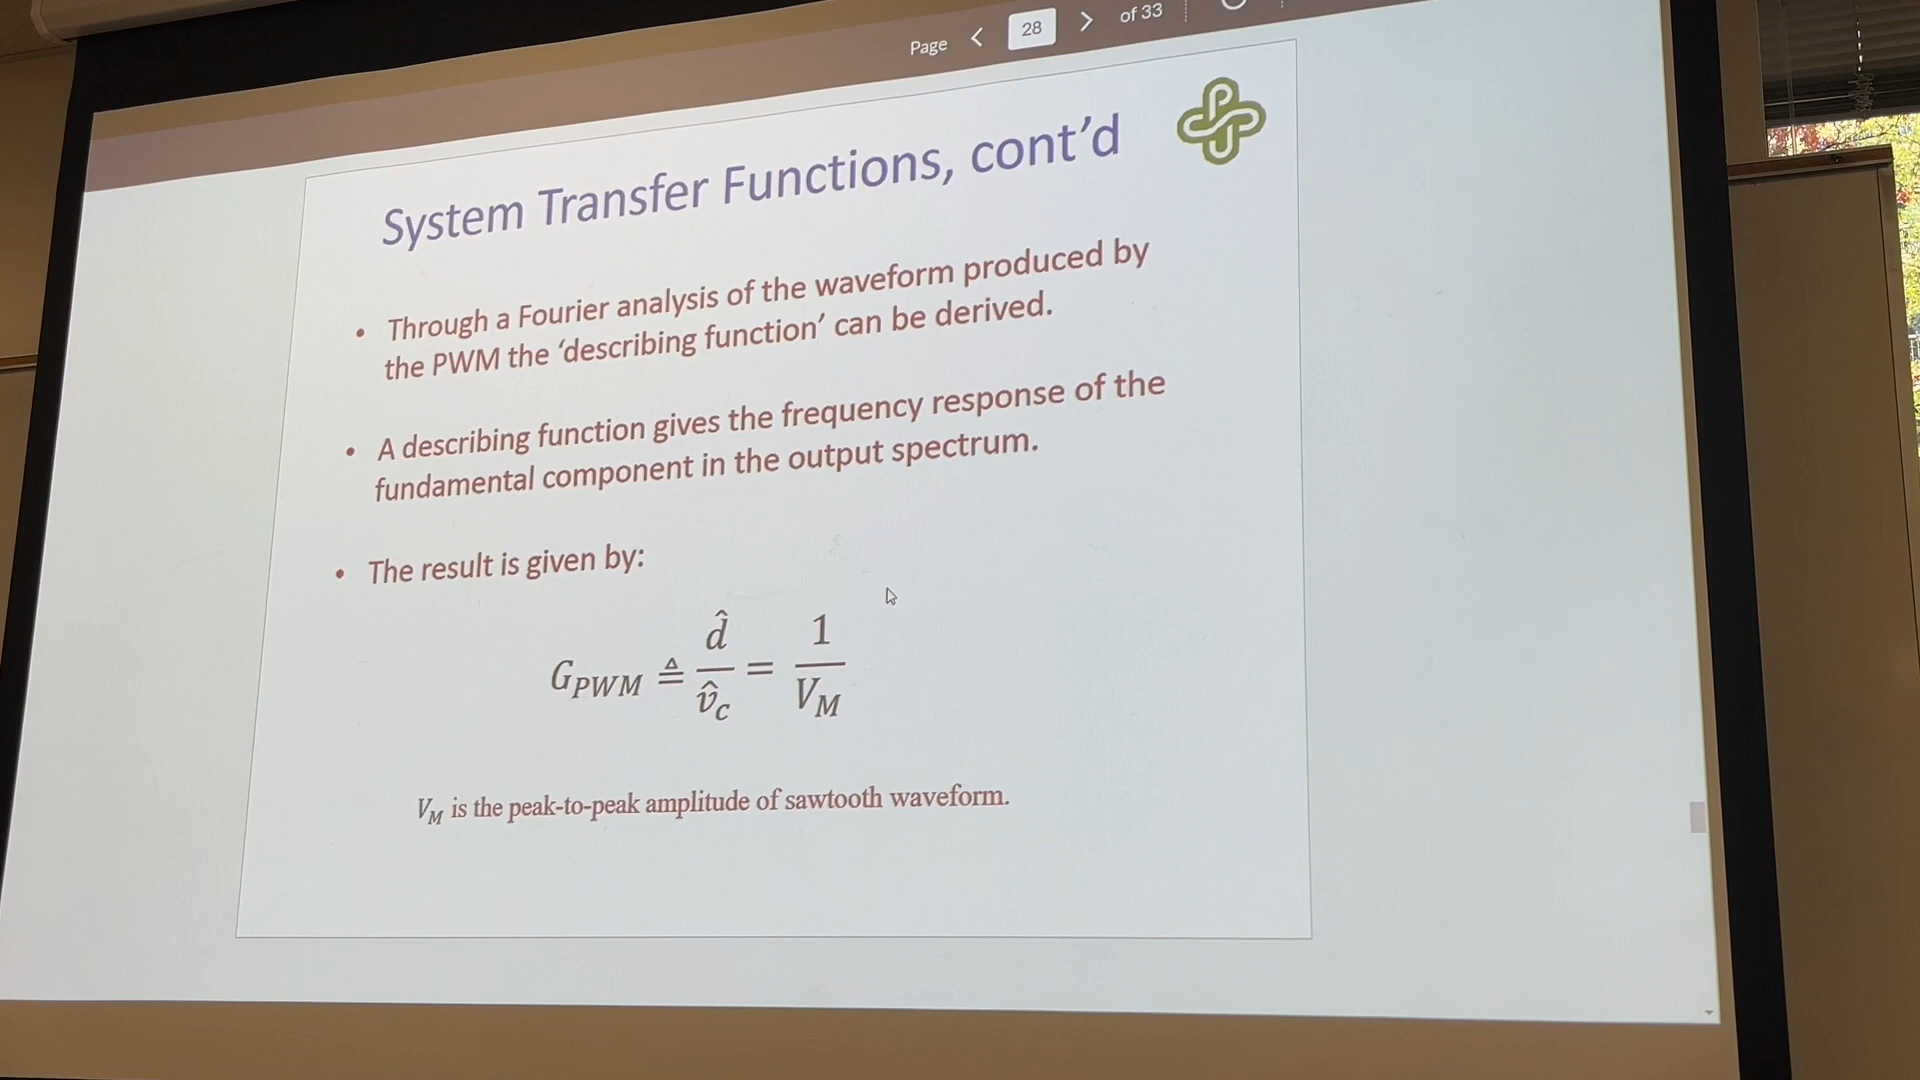 Page < 28 > of 33
System Transfer Functions, cont’d
• Through a Fourier analysis of the waveform produced by
the PWM the ‘describing function’ can be derived.
• A describing function gives the frequency response of the
fundamental component in the output spectrum.
• The result is given by:
G_PWM ≜ d̂ / v̂_C = 1 / V_M
V_M is the peak-to-peak amplitude of sawtooth waveform.